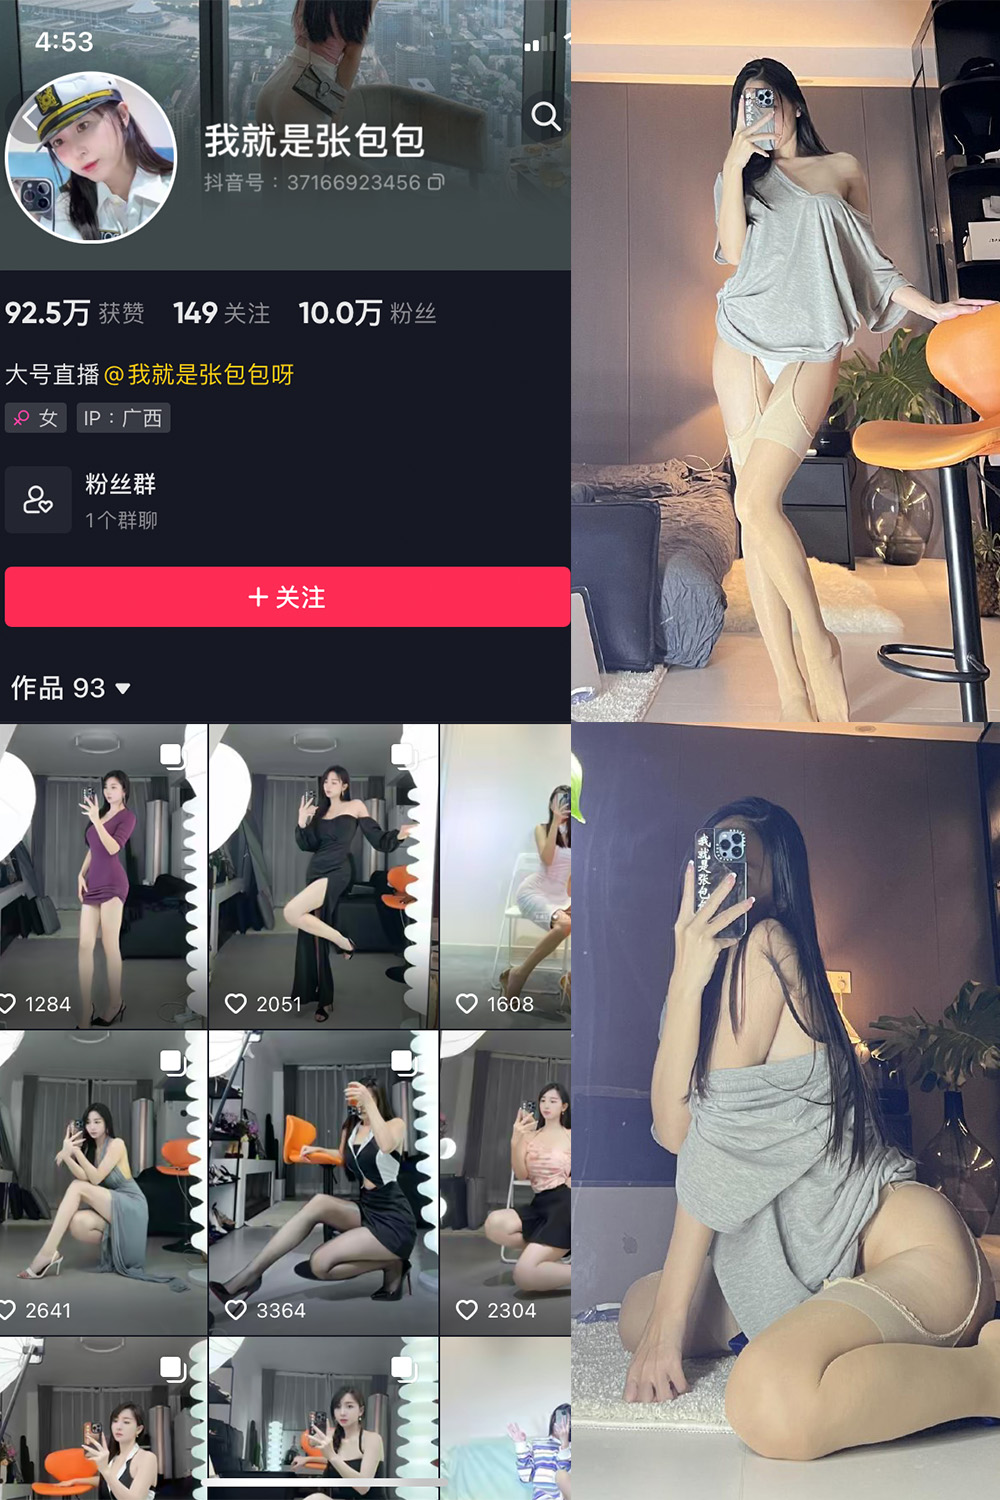 4:53
我就是张包包
抖音号：37166923456
92.5万 获赞 149 关注 10.0万 粉丝
大号直播@我就是张包包呀
女 IP：广西
粉丝群
1个群聊
+ 关注
作品 93
1284
2051
1608
2641
3364
2304
我就是张包